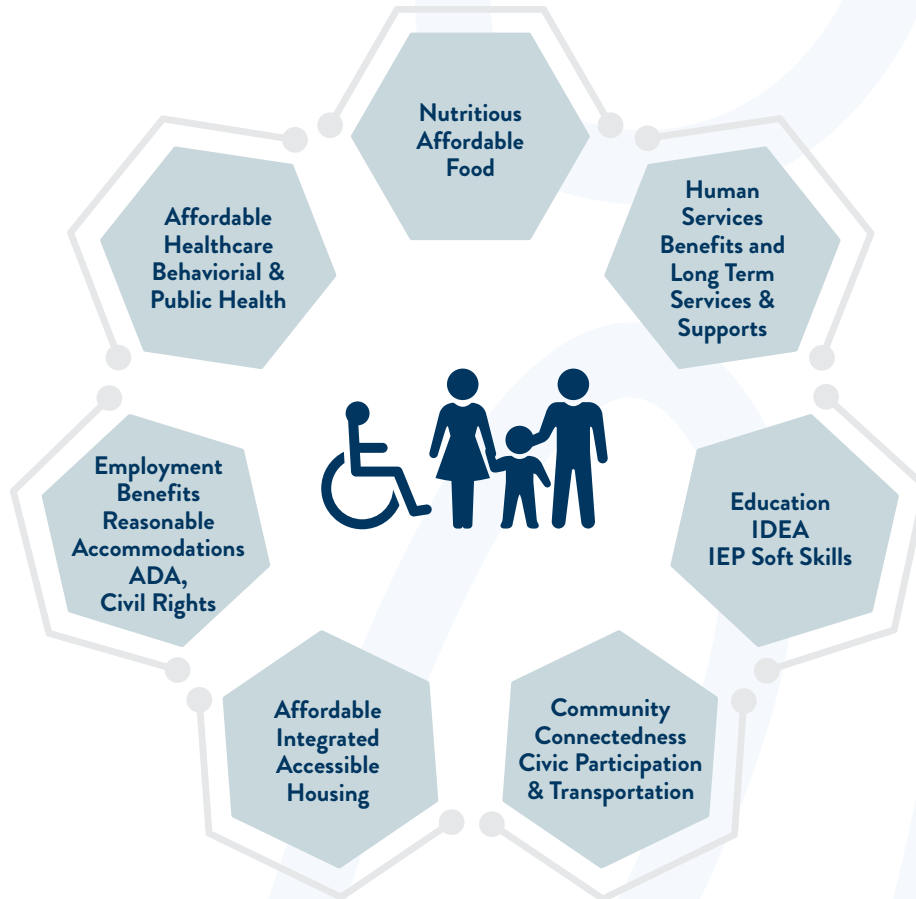 Nutritious
Affordable
Food
Human
Services
Benefits and
Long Term
Services &
Supports
Education
IDEA
IEP Soft Skills
Community
Connectedness
Civic Participation
& Transportation
Affordable
Integrated
Accessible
Housing
Employment
Benefits
Reasonable
Accommodations
ADA,
Civil Rights
Affordable
Healthcare
Behaviorial &
Public Health